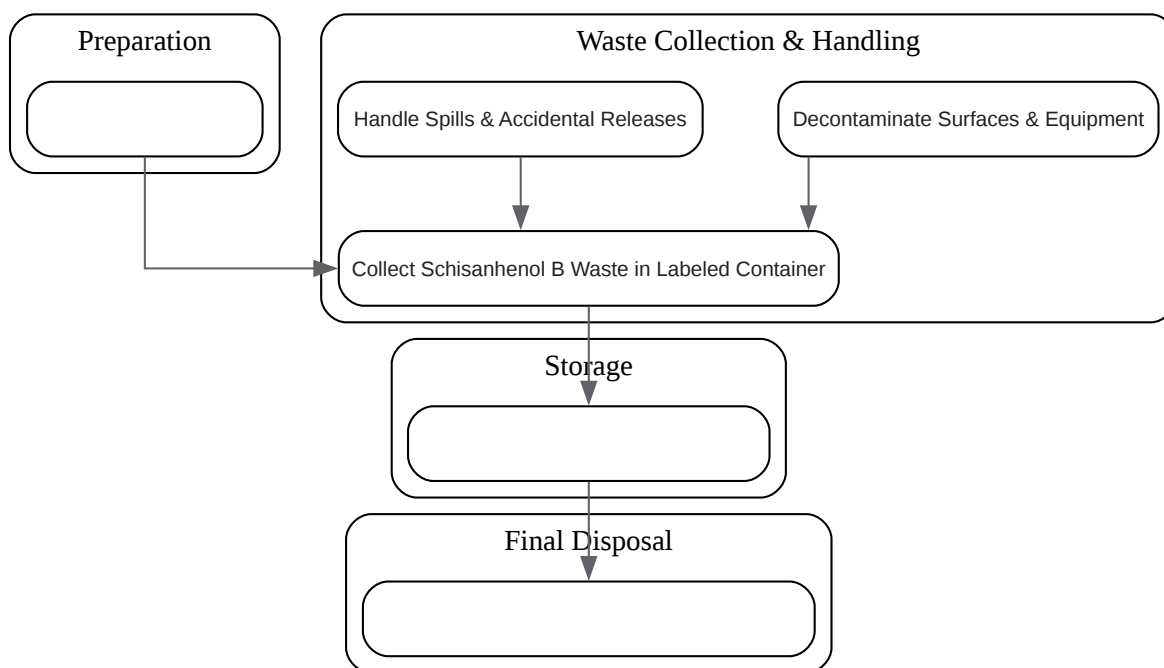 Preparation
Waste Collection & Handling
Handle Spills & Accidental Releases
Decontaminate Surfaces & Equipment
Collect Schisanhenol B Waste in Labeled Container
Storage
Final Disposal